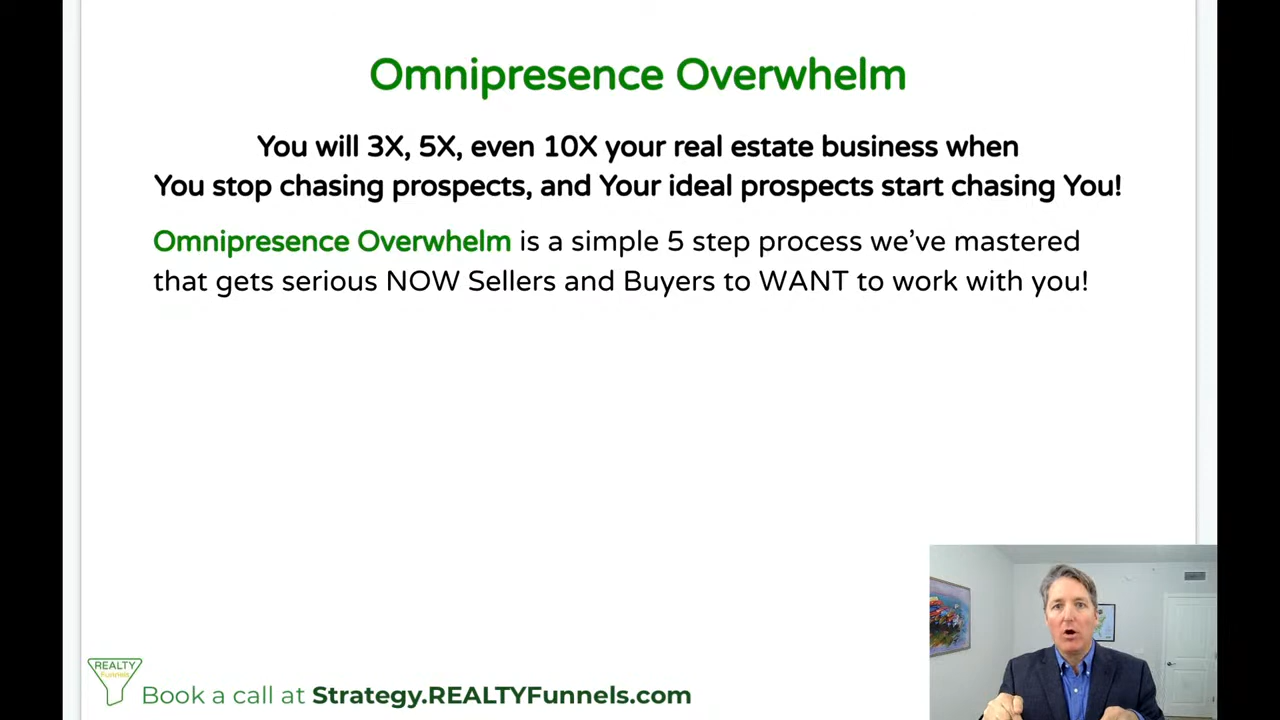 Omnipresence Overwhelm
You will 3X, 5X, even 10X your real estate business when
You stop chasing prospects, and Your ideal prospects start chasing You!
Omnipresence Overwhelm is a simple 5 step process we’ve mastered
that gets serious NOW Sellers and Buyers to WANT to work with you!
REALTY
Funnels
Book a call at Strategy.REALTYFunnels.com